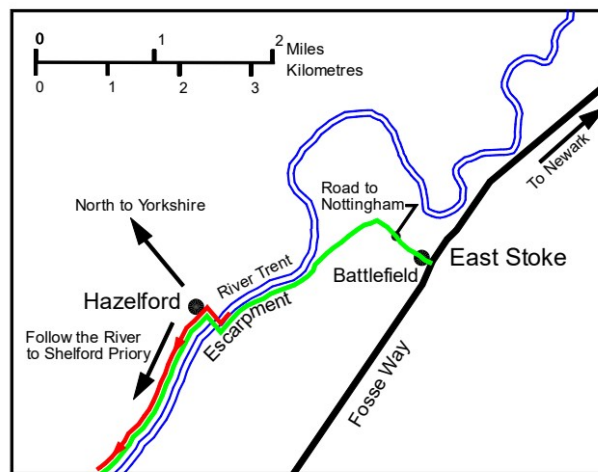 0 1 2 Miles
Kilometres
0 1 2 3
To Newark
Road to
Nottingham
North to Yorkshire
River Trent
East Stoke
Battlefield
Hazelford
Escarpment
Follow the River
to Shelford Priory
Fosse Way